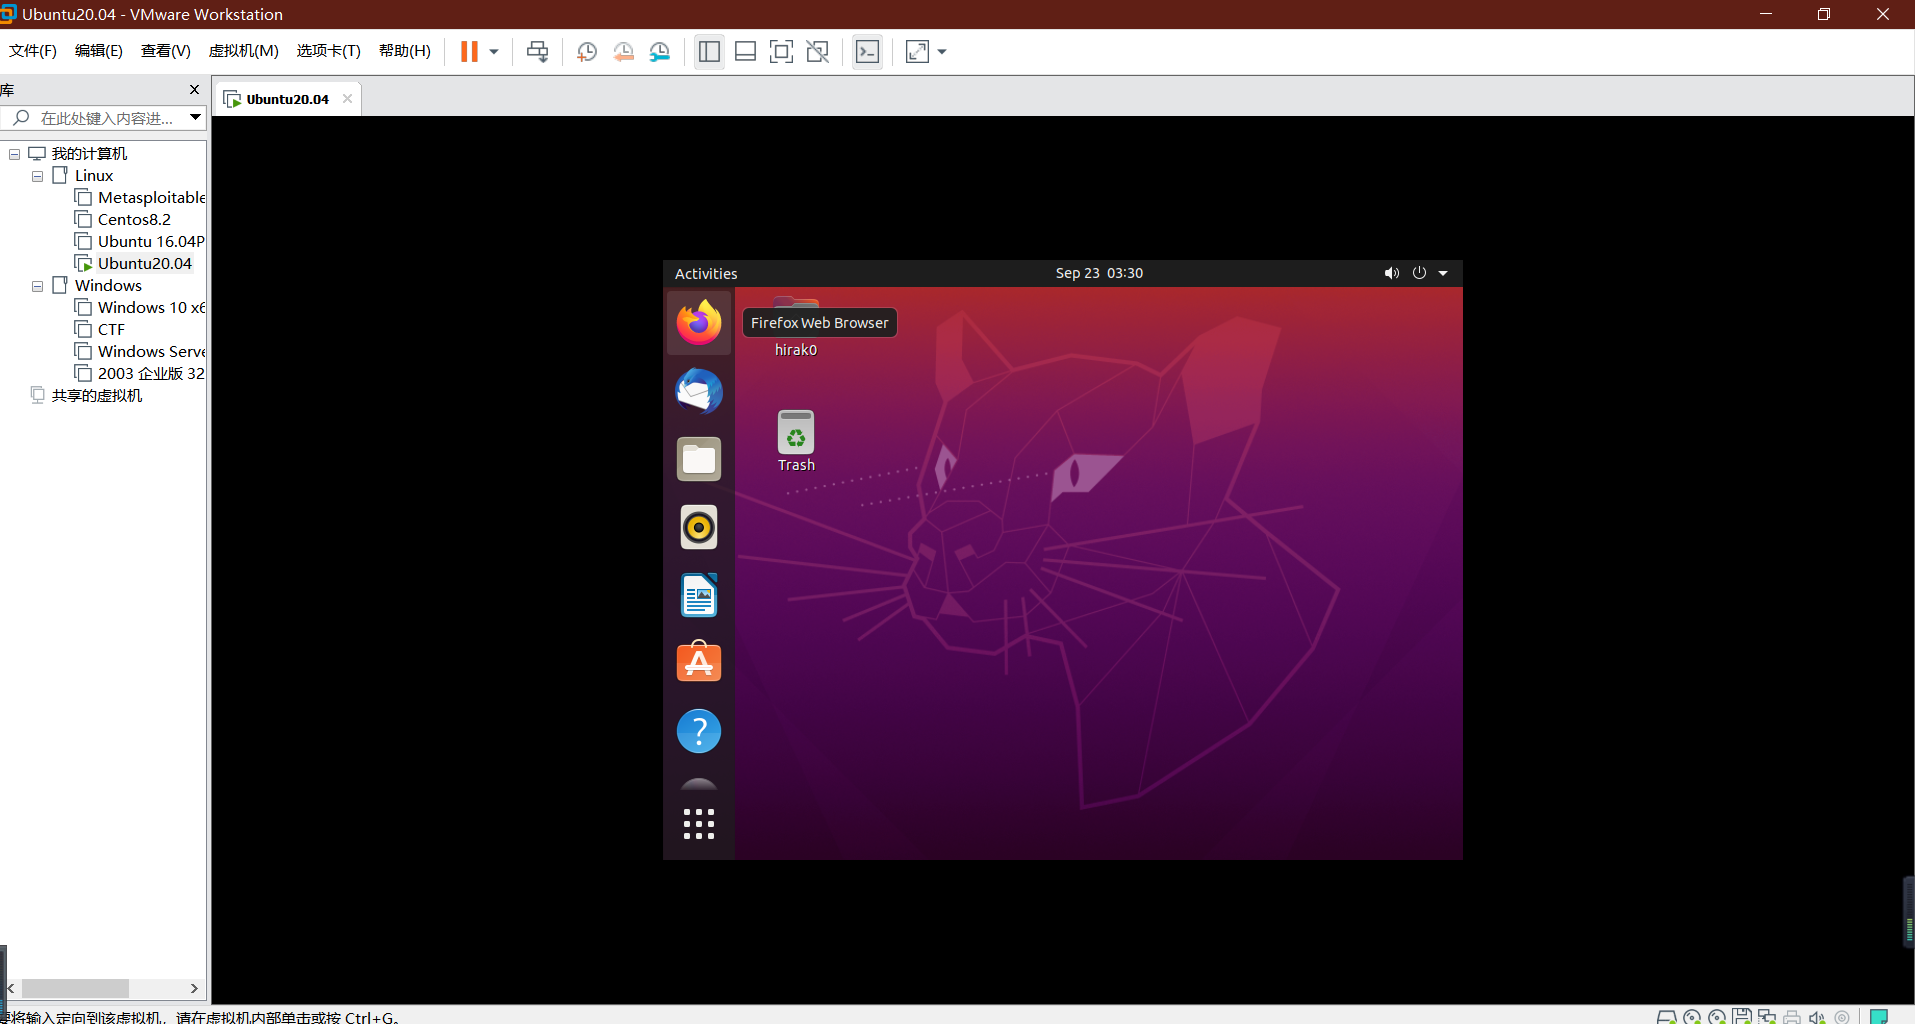 Ubuntu20.04 - VMware Workstation
文件(F) 编辑(E) 查看(V) 虚拟机(M) 选项卡(T) 帮助(H)
库
在此处键入内容进...
Ubuntu20.04
我的计算机
Linux
Metasploitable
Centos8.2
Ubuntu 16.04P
Ubuntu20.04
Windows
Windows 10 x6
CTF
Windows Serve
2003 企业版 32
共享的虚拟机
Activities
Sep 23 03:30
Firefox Web Browser
hirak0
Trash
要将输入定向到该虚拟机，请在虚拟机内部单击或按 Ctrl+G。